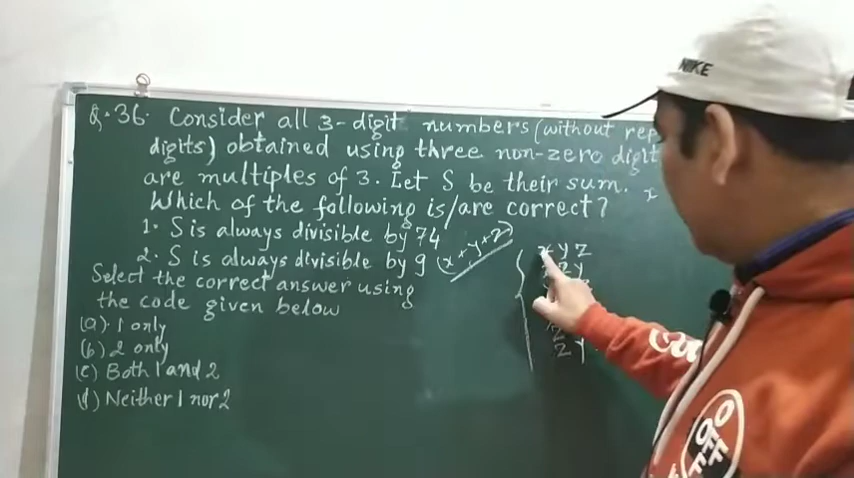 Q.36. Consider all 3-digit numbers (without rep
digits) obtained using three non-zero digit
are multiples of 3. Let S be their sum.
Which of the following is/are correct?
1. S is always divisible by 74
2. S is always divisible by 9
Select the correct answer using
the code given below
(a) 1 only
(b) 2 only
(c) Both 1 and 2
(d) Neither 1 nor 2
(x+y+z)
x
x y z
z y
z y
NIKE
OFF